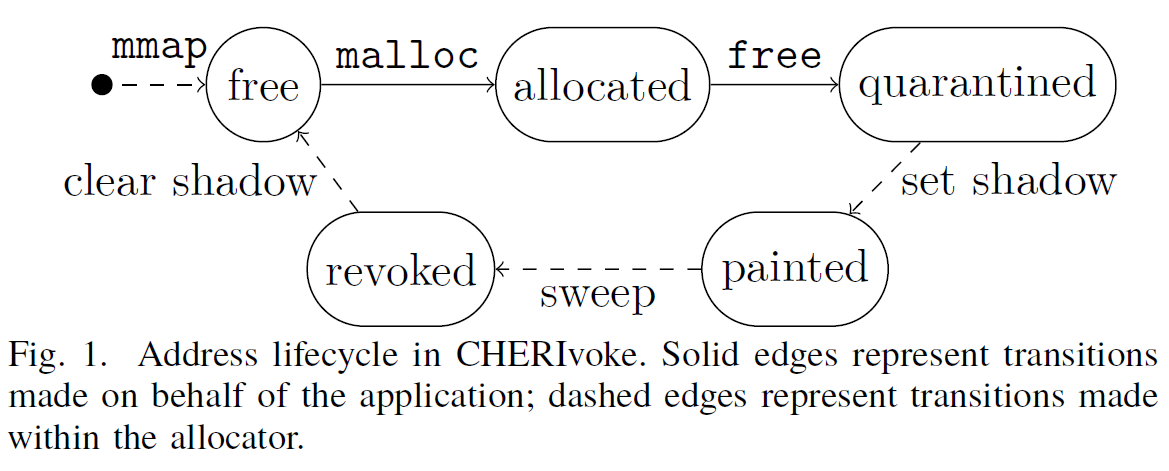 mmap
free
malloc
allocated
free
quarantined
clear shadow
set shadow
revoked
sweep
painted
Fig. 1. Address lifecycle in CHERIvoke. Solid edges represent transitions
made on behalf of the application; dashed edges represent transitions made
within the allocator.